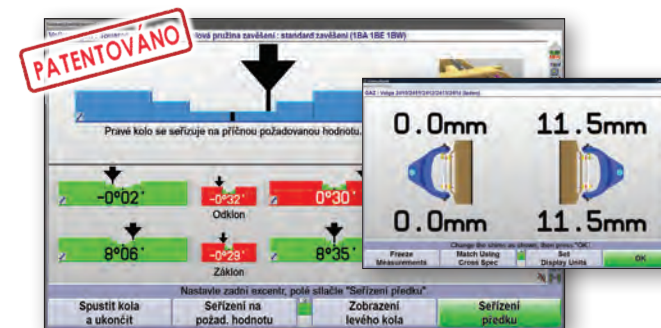 PATENTOVÁNO
ová pružina zavěšení : standard zavěšení (1BA 1BE 1BW)
Pravé kolo se seřizuje na příčnou požadovanou hodnotu.
-0°02'
-0°32'
0°30'
Odklon
8°06'
-0°28'
8°35'
Záklon
Nastavte zadní excentr, poté stlačte "Seřízení předku"
Spustit kola a ukončit
Seřízení na požad. hodnotu
Zobrazení levého kola
Seřízení předku
0.0mm
11.5mm
0.0mm
11.5mm
Change the shims as shown, then press "OK".
Freeze Measurements
Match Using Cross Spec
Set Display Units
OK